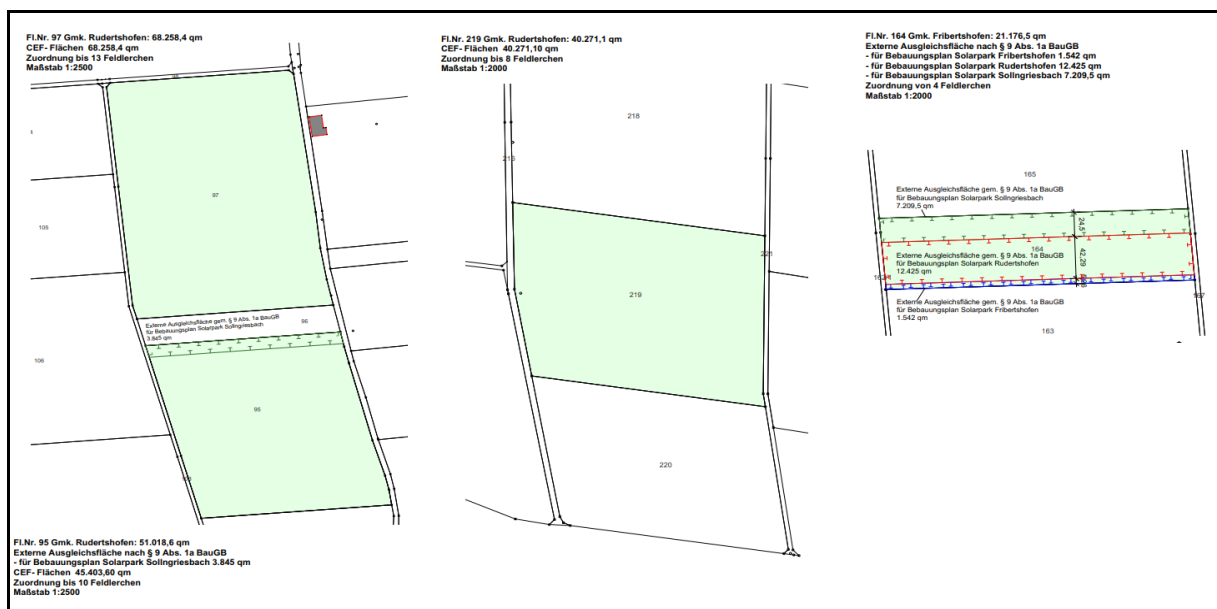 Fl.Nr. 97 Gmk. Rudertshofen: 68.258,4 qm
CEF- Flächen 68.258,4 qm
Zuordnung bis 13 Feldlerchen
Maßstab 1:2500
97
105
Externe Ausgleichsfläche gem. § 9 Abs. 1a BauGB
für Bebauungsplan Solarpark Sollngriesbach
3.845 qm
96
106
95
Fl.Nr. 95 Gmk. Rudertshofen: 51.018,6 qm
Externe Ausgleichsfläche nach § 9 Abs. 1a BauGB
- für Bebauungsplan Solarpark Sollngriesbach 3.845 qm
CEF- Flächen 45.403,60 qm
Zuordnung bis 10 Feldlerchen
Maßstab 1:2500
Fl.Nr. 219 Gmk. Rudertshofen: 40.271,1 qm
CEF- Flächen 40.271,10 qm
Zuordnung bis 8 Feldlerchen
Maßstab 1:2000
218
219
220
Fl.Nr. 164 Gmk. Fribertshofen: 21.176,5 qm
Externe Ausgleichsfläche nach § 9 Abs. 1a BauGB
- für Bebauungsplan Solarpark Fribertshofen 1.542 qm
- für Bebauungsplan Solarpark Rudertshofen 12.425 qm
- für Bebauungsplan Solarpark Sollngriesbach 7.209,5 qm
Zuordnung von 4 Feldlerchen
Maßstab 1:2000
165
Externe Ausgleichsfläche gem. § 9 Abs. 1a BauGB
für Bebauungsplan Solarpark Sollngriesbach
7.209,5 qm
24,5
164
Externe Ausgleichsfläche gem. § 9 Abs. 1a BauGB
für Bebauungsplan Solarpark Rudertshofen
12.425 qm
42,29
167
Externe Ausgleichsfläche gem. § 9 Abs. 1a BauGB
für Bebauungsplan Solarpark Fribertshofen
1.542 qm
163